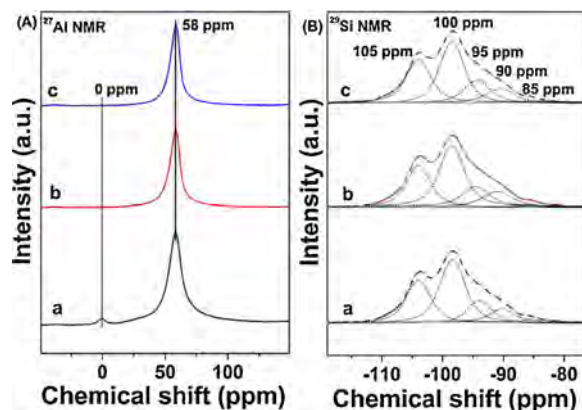 (A) ²⁷Al NMR
58 ppm
0 ppm
c
b
a
Intensity (a.u.)
0 50 100
Chemical shift (ppm)
(B) ²⁹Si NMR
100 ppm
105 ppm
95 ppm
90 ppm
85 ppm
c
b
a
Intensity (a.u.)
-110 -100 -90 -80
Chemical shift (ppm)